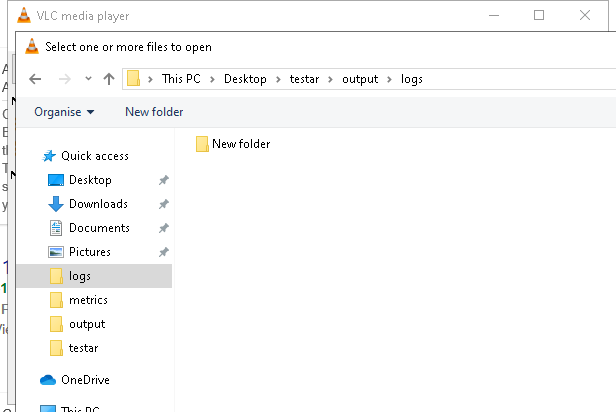 VLC media player
Select one or more files to open
This PC > Desktop > testar > output > logs
Organise New folder
Quick access
New folder
Desktop
Downloads
Documents
Pictures
logs
metrics
output
testar
OneDrive
This PC